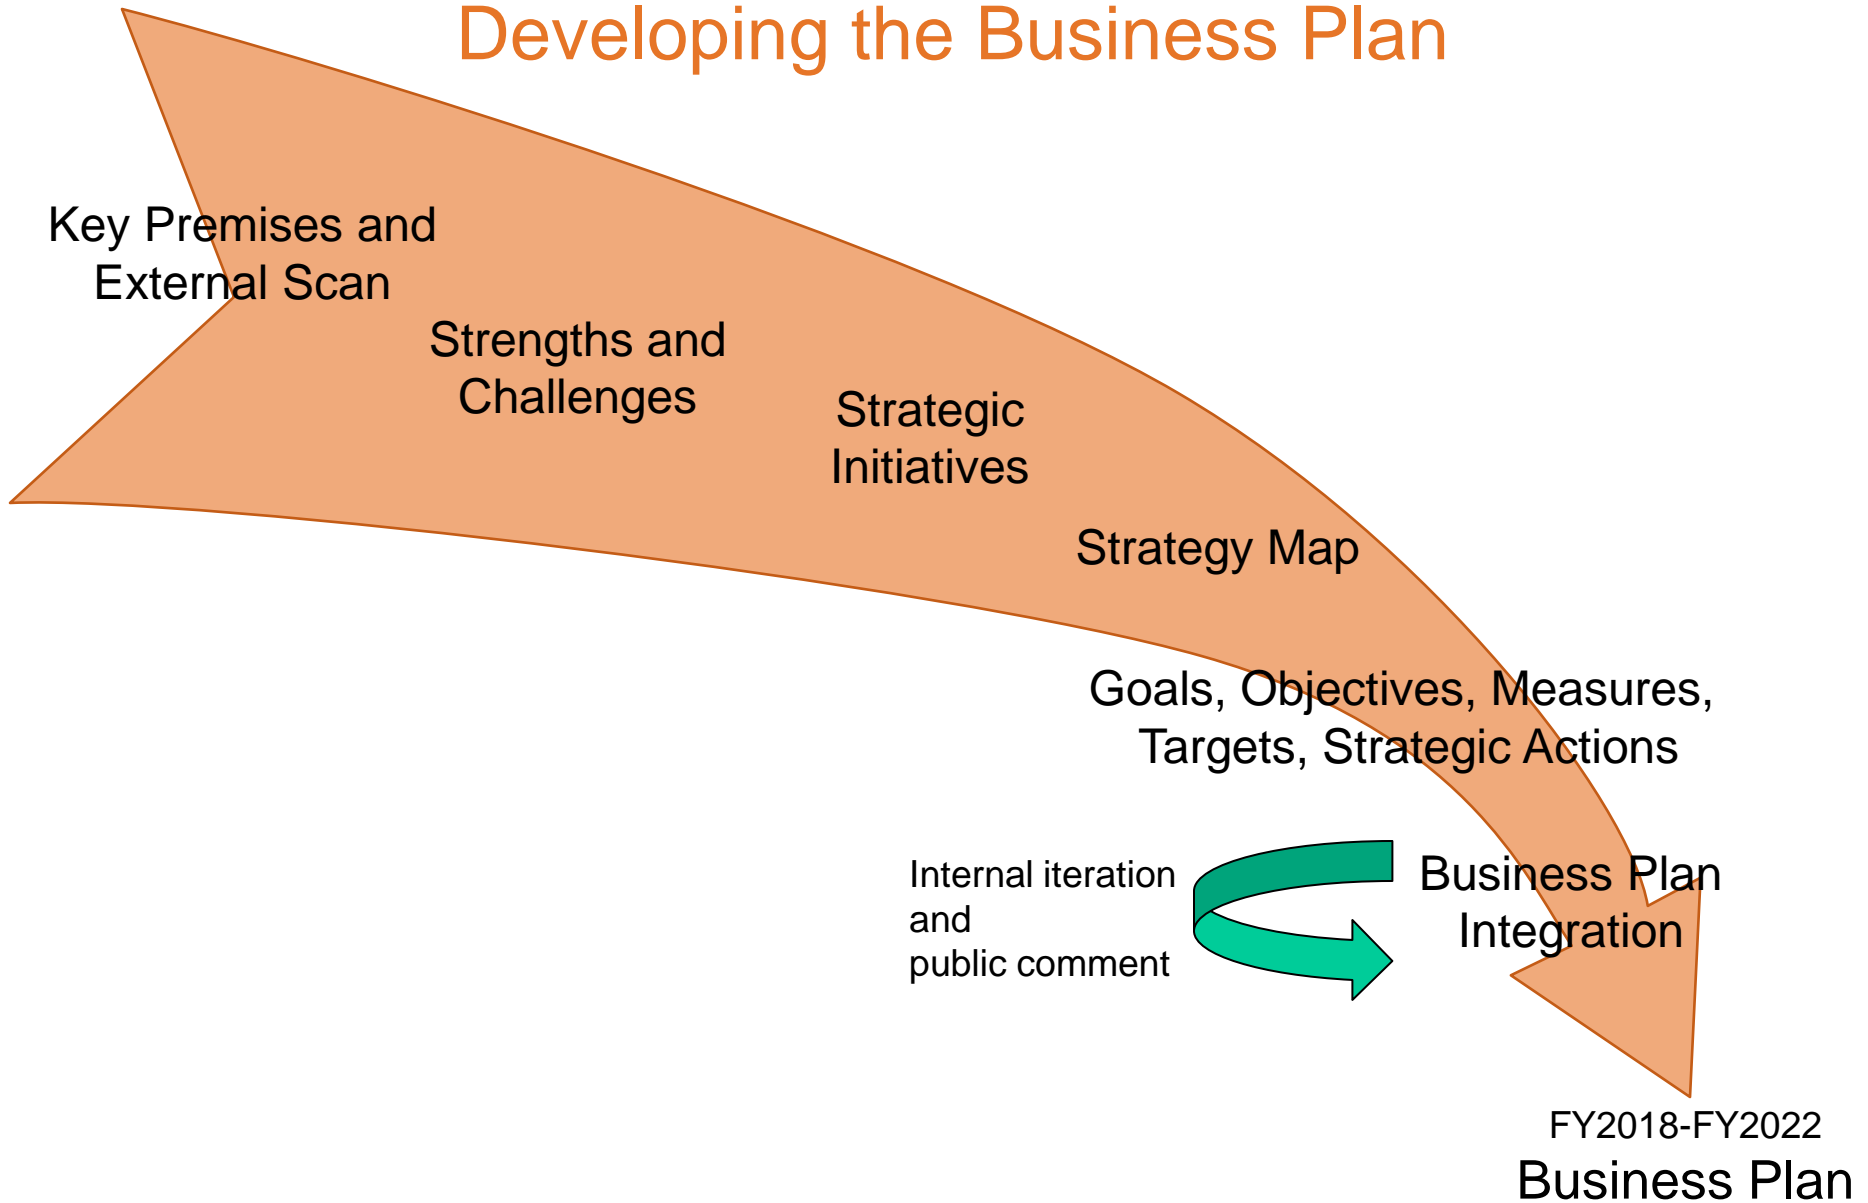 Developing the Business Plan
Key Premises and
External Scan
Strengths and
Challenges
Strategic
Initiatives
Strategy Map
Goals, Objectives, Measures,
Targets, Strategic Actions
Internal iteration
and
public comment
Business Plan
Integration
FY2018-FY2022
Business Plan